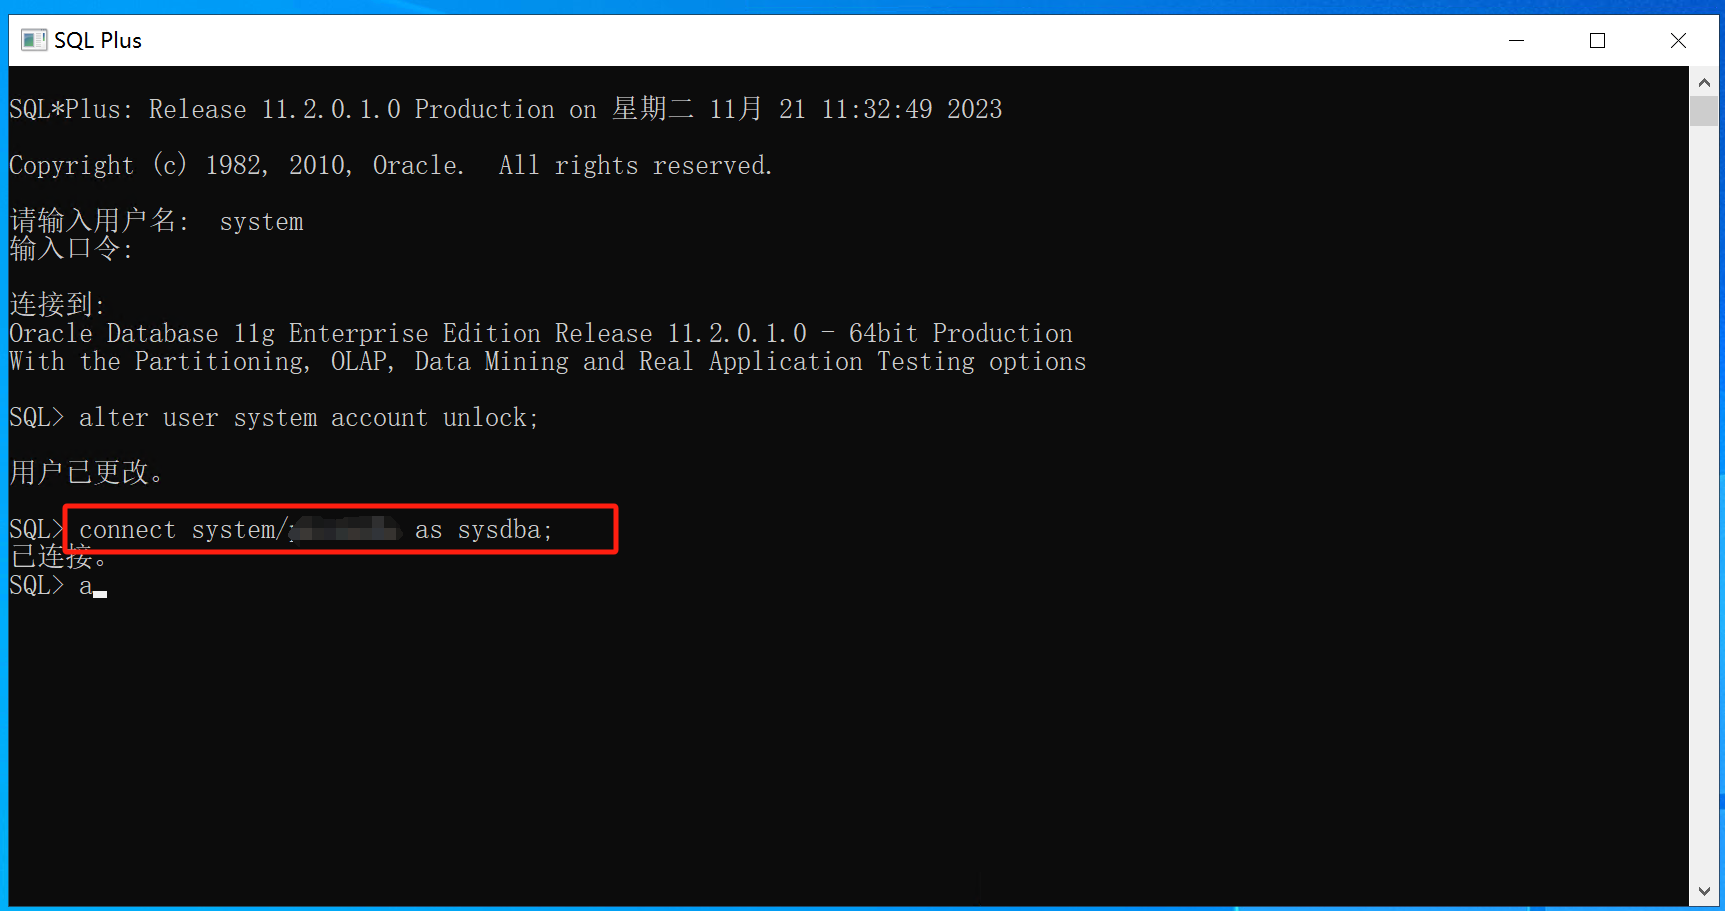 SQL Plus
SQL*Plus: Release 11.2.0.1.0 Production on 星期二 11月 21 11:32:49 2023
Copyright (c) 1982, 2010, Oracle.  All rights reserved.
请输入用户名:  system
输入口令:
连接到:
Oracle Database 11g Enterprise Edition Release 11.2.0.1.0 - 64bit Production
With the Partitioning, OLAP, Data Mining and Real Application Testing options
SQL> alter user system account unlock;
用户已更改。
SQL> connect system/ as sysdba;
已连接。
SQL> a